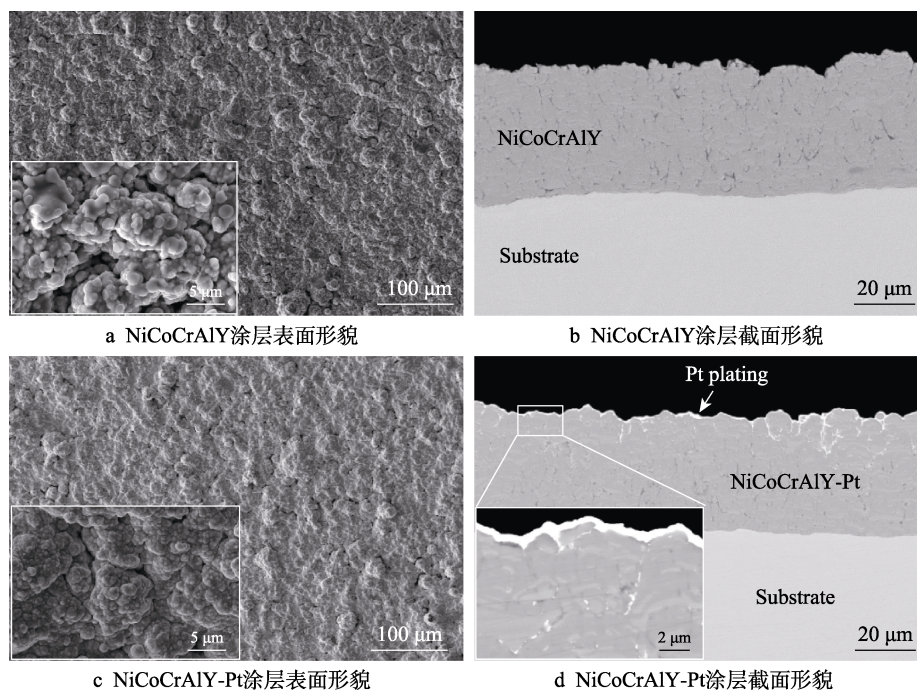 NiCoCrAlY
Substrate
5 μm
100 μm
20 μm
a NiCoCrAlY涂层表面形貌
b NiCoCrAlY涂层截面形貌
Pt plating
NiCoCrAlY-Pt
Substrate
5 μm
100 μm
2 μm
20 μm
c NiCoCrAlY-Pt涂层表面形貌
d NiCoCrAlY-Pt涂层截面形貌